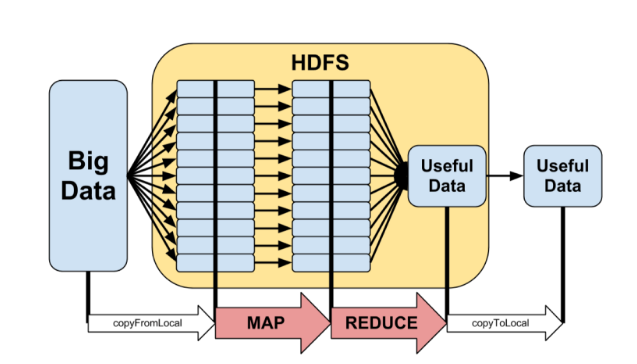 HDFS
Big
Data
Useful
Data
Useful
Data
copyFromLocal
MAP
REDUCE
copyToLocal